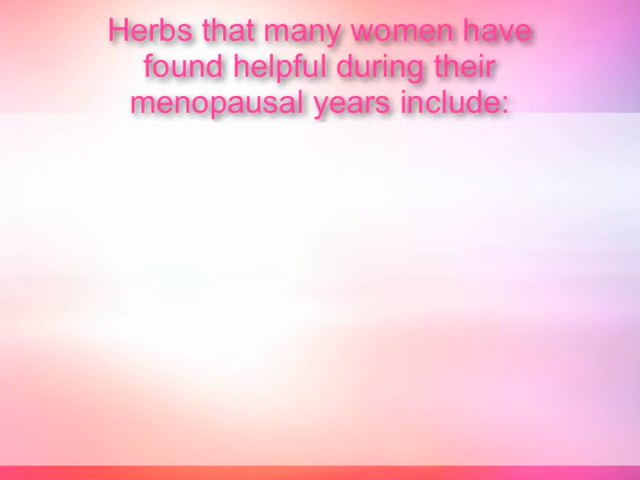 Herbs that many women have
found helpful during their
menopausal years include: